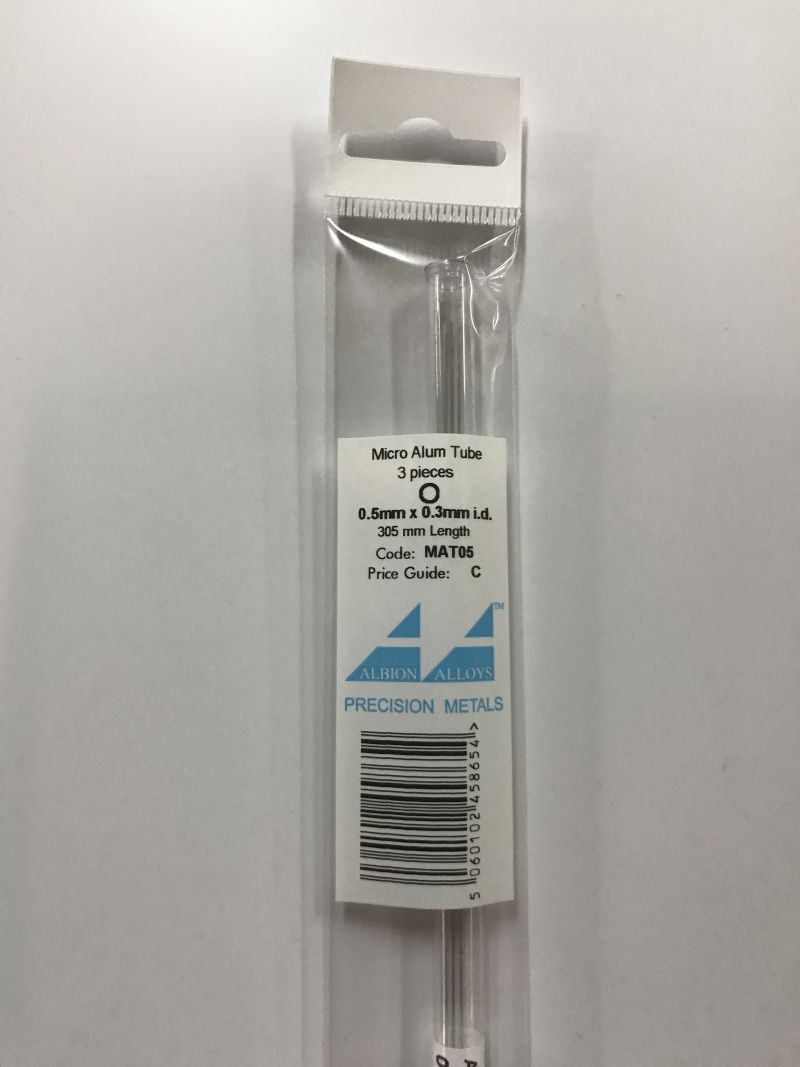 Micro Alum Tube
3 pieces
0.5mm x 0.3mm i.d.
305 mm Length
Code: MAT05
Price Guide: C
TM
ALBION ALLOYS
PRECISION METALS
5 060102 458654 >